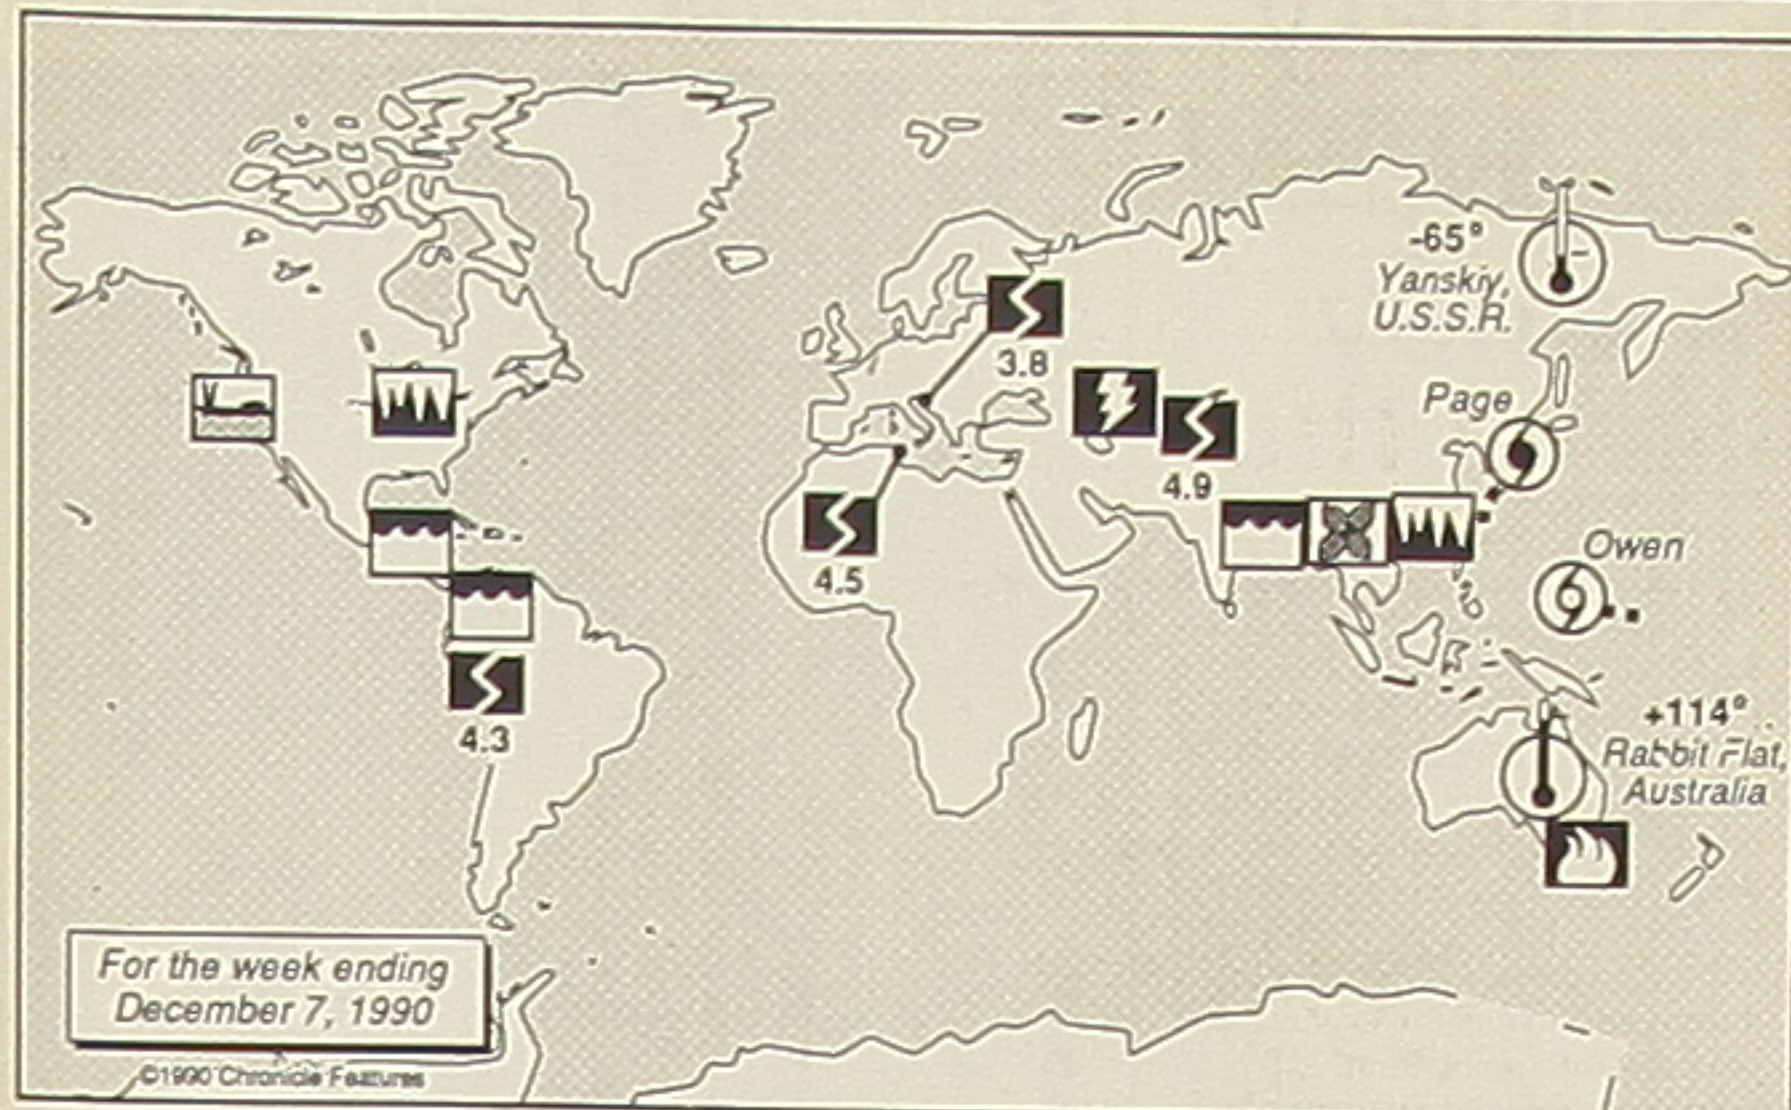 -65°
Yanskiy,
U.S.S.R.
3.8
Page
4.9
4.5
Owen
4.3
+114°
Rabbit Flat,
Australia
For the week ending
December 7, 1990
©1990 Chronicle Features